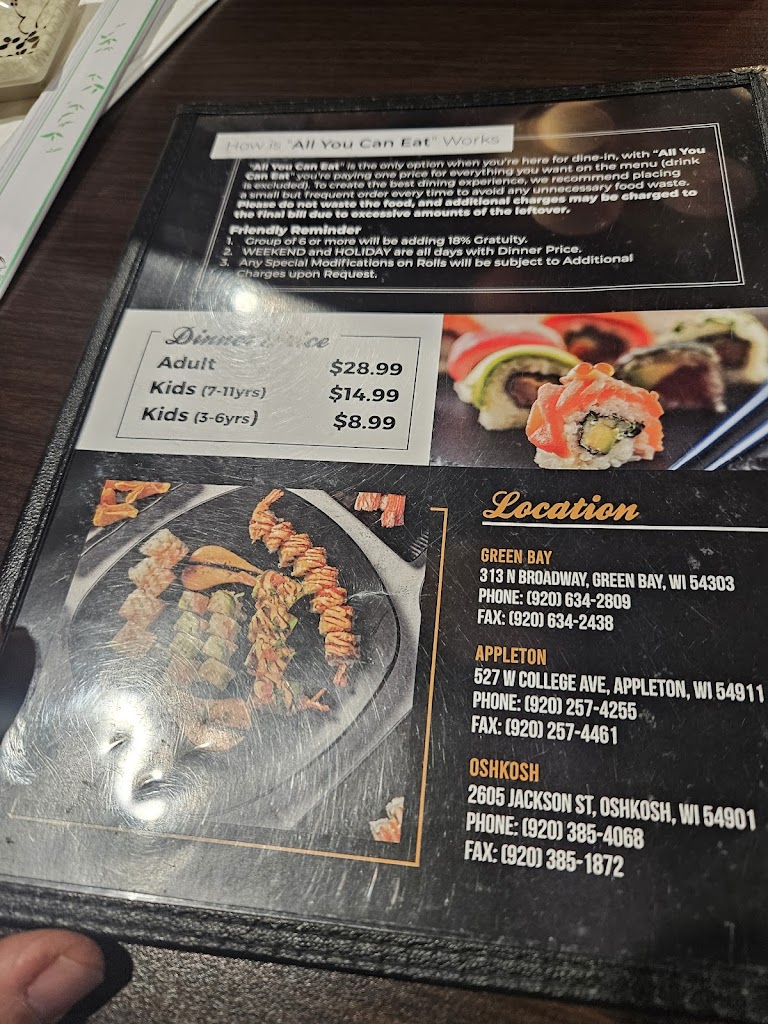 How is "All You Can Eat" Works
"All You Can Eat" is the only option when you're here for dine-in, with "All You
Can Eat" you're paying one price for everything you want on the menu (drink
is excluded). To create the best dining experience, we recommend placing
a small but frequent order every time to avoid any unnecessary food waste.
Please do not waste the food, and additional charges may be charged to
the final bill due to excessive amounts of the leftover.
Friendly Reminder
1. Group of 6 or more will be adding 18% Gratuity.
2. WEEKEND and HOLIDAY are all days with Dinner Price.
3. Any Special Modifications on Rolls will be subject to Additional
Charges upon Request.
Dinner Price
Adult $28.99
Kids (7-11yrs) $14.99
Kids (3-6yrs) $8.99
Location
GREEN BAY
313 N BROADWAY, GREEN BAY, WI 54303
PHONE: (920) 634-2809
FAX: (920) 634-2438
APPLETON
527 W COLLEGE AVE, APPLETON, WI 54911
PHONE: (920) 257-4255
FAX: (920) 257-4461
OSHKOSH
2605 JACKSON ST, OSHKOSH, WI 54901
PHONE: (920) 385-4068
FAX: (920) 385-1872